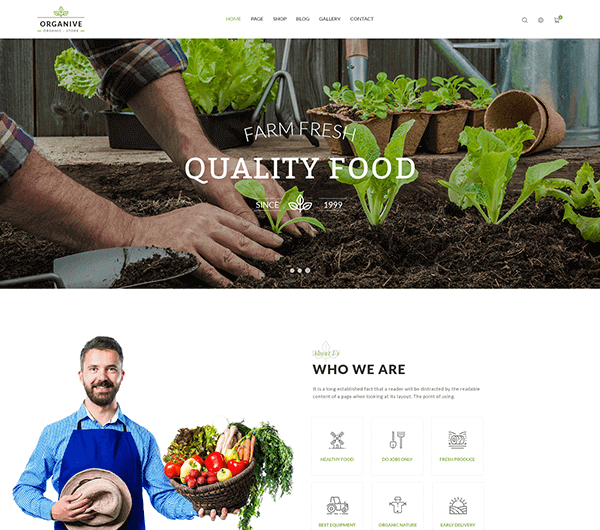 ORGANIVE
ORGANIC - STORE
HOME PAGE SHOP BLOG GALLERY CONTACT
0
FARM FRESH
QUALITY FOOD
SINCE 1999
About Us
WHO WE ARE
It is a long established fact that a reader will be distracted by the readable
content of a page when looking at its layout. The point of using.
HEALTHY FOOD DO JOBS ONLY FRESH PRODUCE
BEST EQUIPMENT ORGANIC NATURE EARLY DELIVERY